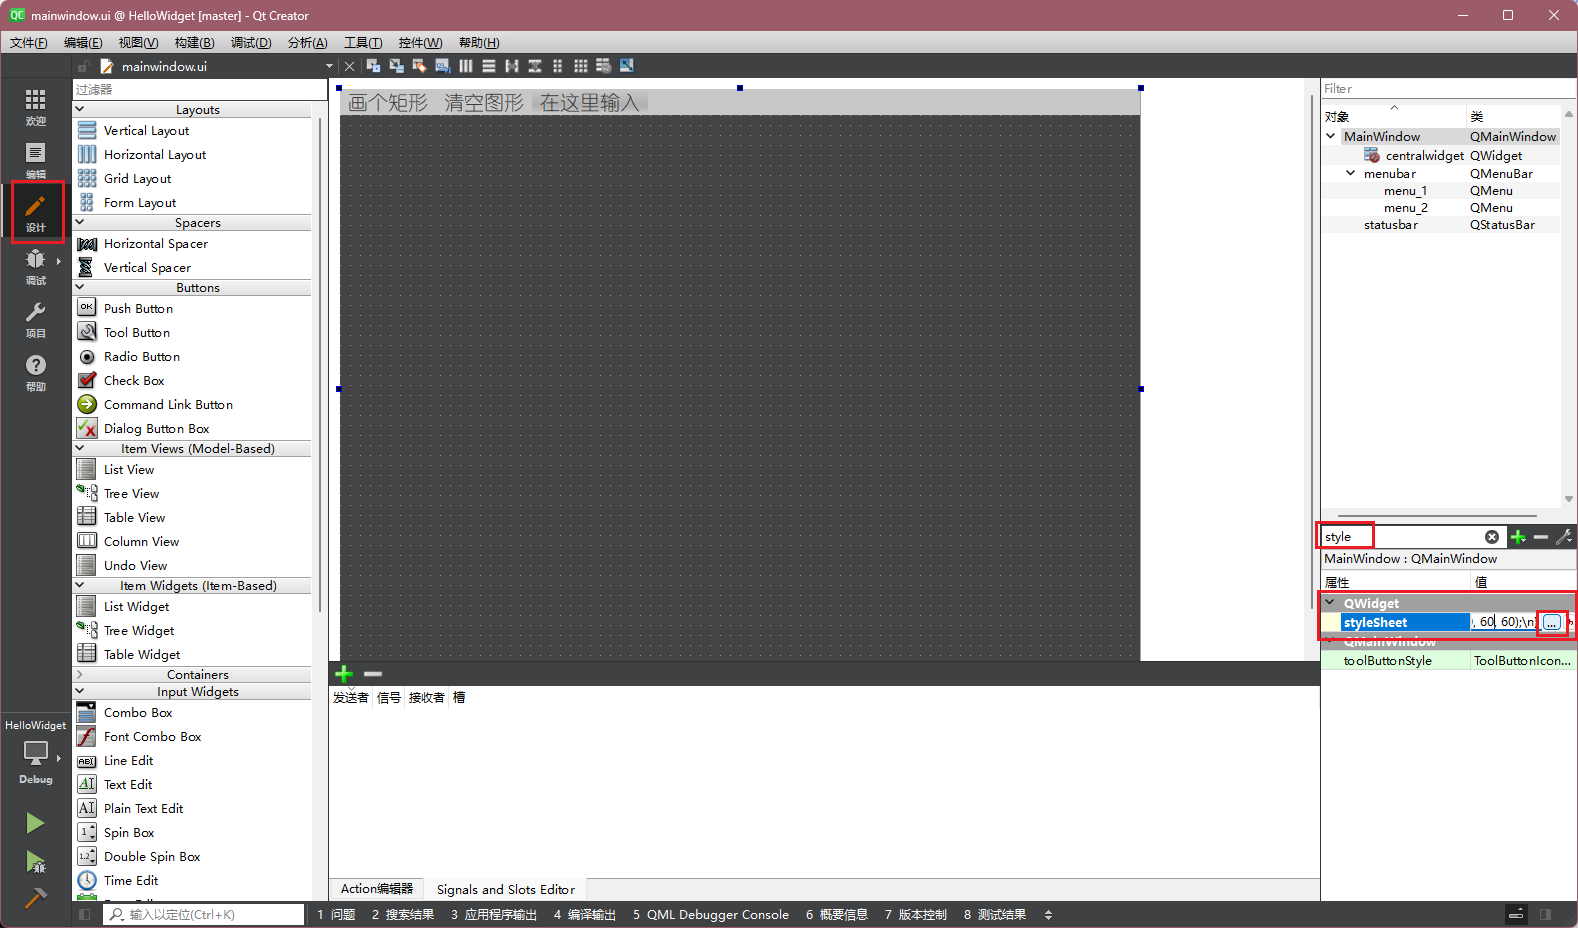 mainwindow.ui @ HelloWidget [master] - Qt Creator
文件(F) 编辑(E) 视图(V) 构建(B) 调试(D) 分析(A) 工具(T) 控件(W) 帮助(H)
mainwindow.ui
欢迎
编辑
设计
调试
项目
帮助
HelloWidget
Debug
过滤器
Layouts
Vertical Layout
Horizontal Layout
Grid Layout
Form Layout
Spacers
Horizontal Spacer
Vertical Spacer
Buttons
Push Button
Tool Button
Radio Button
Check Box
Command Link Button
Dialog Button Box
Item Views (Model-Based)
List View
Tree View
Table View
Column View
Undo View
Item Widgets (Item-Based)
List Widget
Tree Widget
Table Widget
Containers
Input Widgets
Combo Box
Font Combo Box
Line Edit
Text Edit
Plain Text Edit
Spin Box
Double Spin Box
Time Edit
画个矩形 清空图形 在这里输入
发送者 信号 接收者 槽
Action编辑器 Signals and Slots Editor
Filter
对象 类
MainWindow QMainWindow
centralwidget QWidget
menubar QMenuBar
menu_1 QMenu
menu_2 QMenu
statusbar QStatusBar
style
MainWindow : QMainWindow
属性 值
QWidget
styleSheet , 60, 60);\n} ...
QMainWindow
toolButtonStyle ToolButtonIcon...
输入以定位(Ctrl+K) 1 问题 2 搜索结果 3 应用程序输出 4 编译输出 5 QML Debugger Console 6 概要信息 7 版本控制 8 测试结果